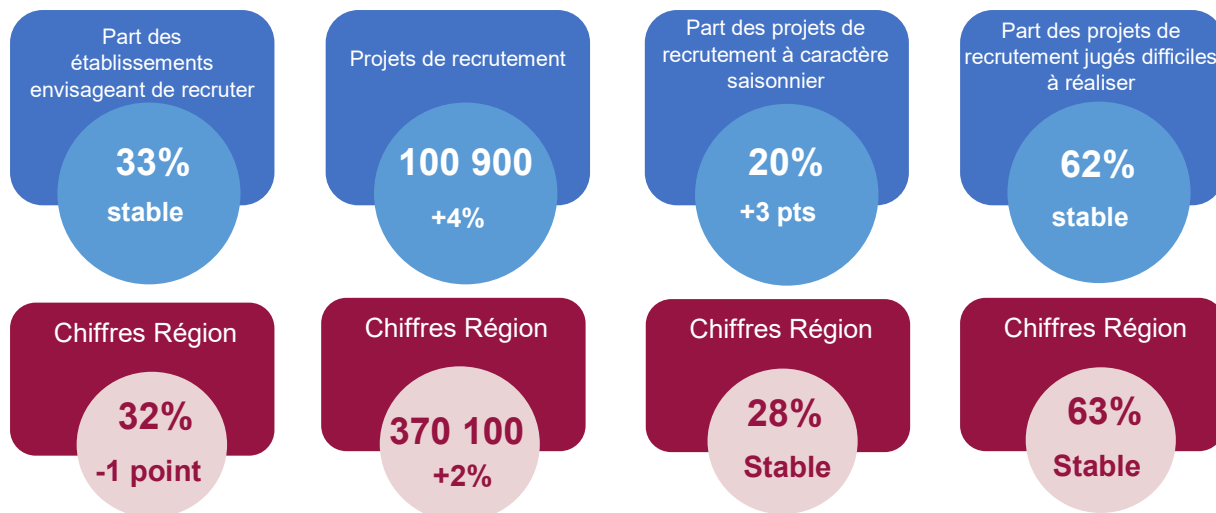 Part des
établissements
envisageant de recruter
33%
stable
Projets de recrutement
100 900
+4%
Part des projets de
recrutement à caractère
saisonnier
20%
+3 pts
Part des projets de
recrutement jugés difficiles
à réaliser
62%
stable
Chiffres Région
32%
-1 point
Chiffres Région
370 100
+2%
Chiffres Région
28%
Stable
Chiffres Région
63%
Stable